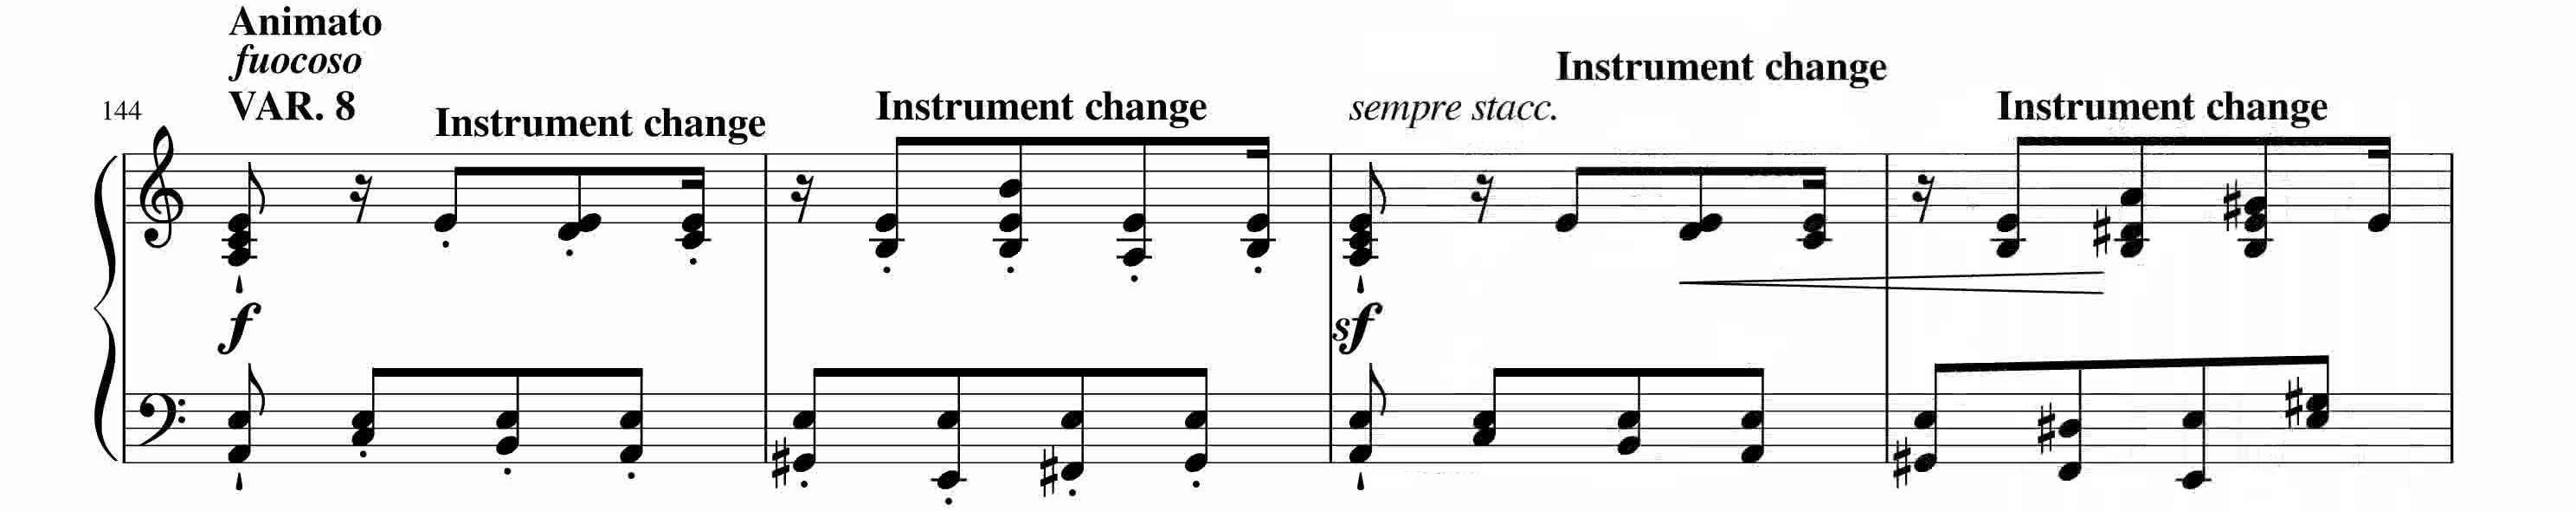 Animato
fuocoso
VAR. 8
144
Instrument change
Instrument change
sempre stacc.
Instrument change
Instrument change
f
sf